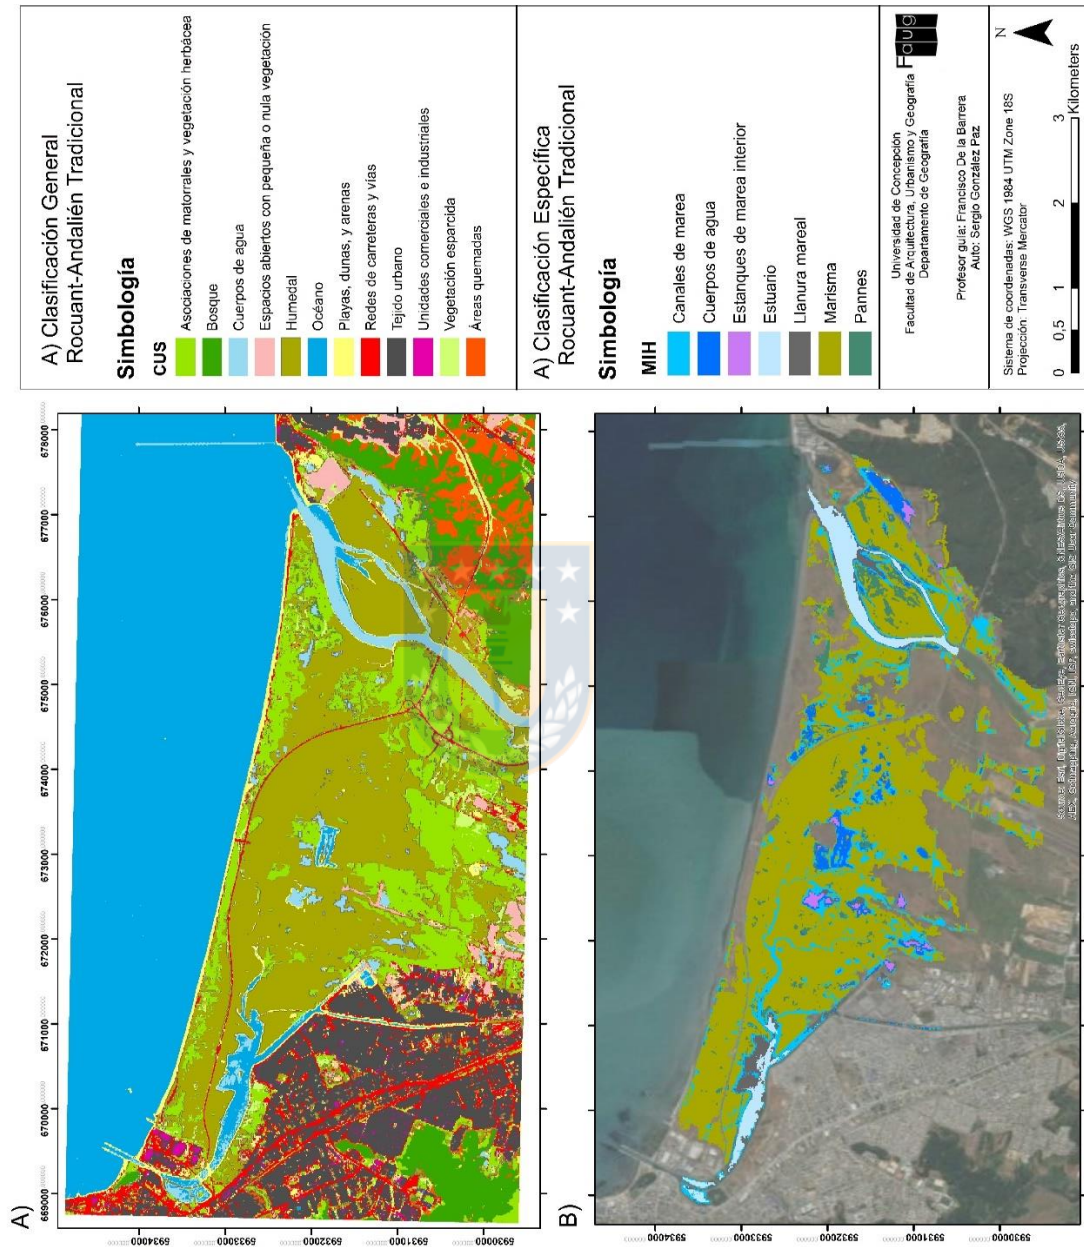 A)
669000
670000
671000
672000
673000
674000
675000
676000
677000
678000
5934000
5933000
5932000
5931000
5930000
A) Clasificación General
Rocuant-Andalién Tradicional
Simbología
CUS
Asociaciones de matorrales y vegetación herbácea
Bosque
Cuerpos de agua
Espacios abiertos con pequeña o nula vegetación
Humedal
Océano
Playas, dunas, y arenas
Redes de carreteras y vías
Tejido urbano
Unidades comerciales e industriales
Vegetación esparcida
Áreas quemadas
B)
5934000
5933000
5932000
5931000
5930000
A) Clasificación Específica
Rocuant-Andalién Tradicional
Simbología
MIH
Canales de marea
Cuerpos de agua
Estanques de marea interior
Estuario
Llanura mareal
Marisma
Pannes
Universidad de Concepción
Facultad de Arquitectura, Urbanismo y Geografía
Departamento de Geografía
Faug
Profesor guía: Francisco De la Barrera
Auto: Sergio González Paz
Sistema de coordenadas: WGS 1984 UTM Zone 18S
Projección: Transverse Mercator
N
0 0,5 1 2 3
Kilometers